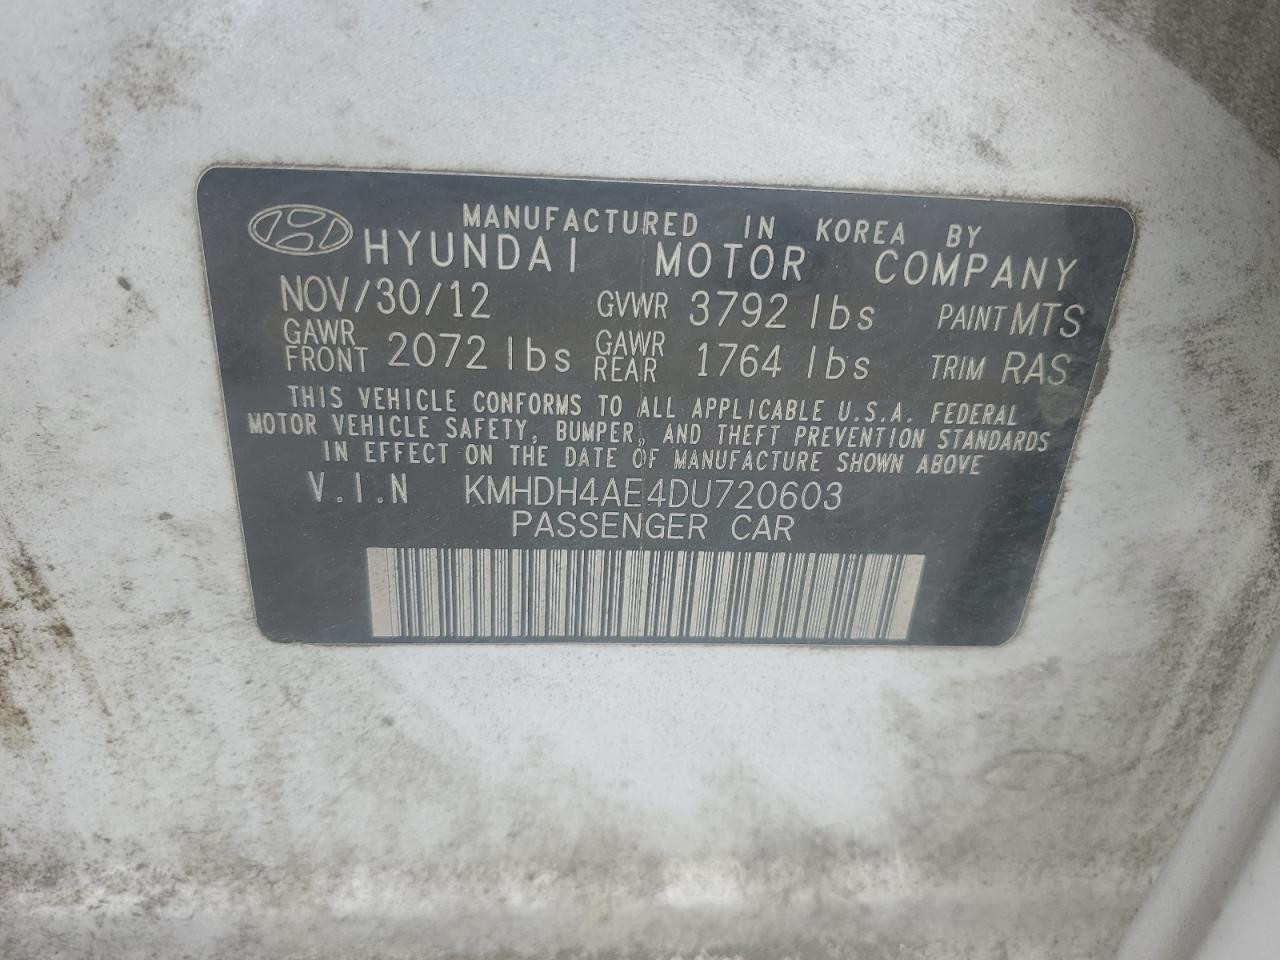 MANUFACTURED IN KOREA BY
HYUNDAI MOTOR COMPANY
NOV/30/12 GVWR 3792 lbs PAINT MTS
GAWR FRONT 2072 lbs GAWR REAR 1764 lbs TRIM RAS
THIS VEHICLE CONFORMS TO ALL APPLICABLE U.S.A. FEDERAL
MOTOR VEHICLE SAFETY, BUMPER, AND THEFT PREVENTION STANDARDS
IN EFFECT ON THE DATE OF MANUFACTURE SHOWN ABOVE
V.I.N KMHDH4AE4DU720603
PASSENGER CAR